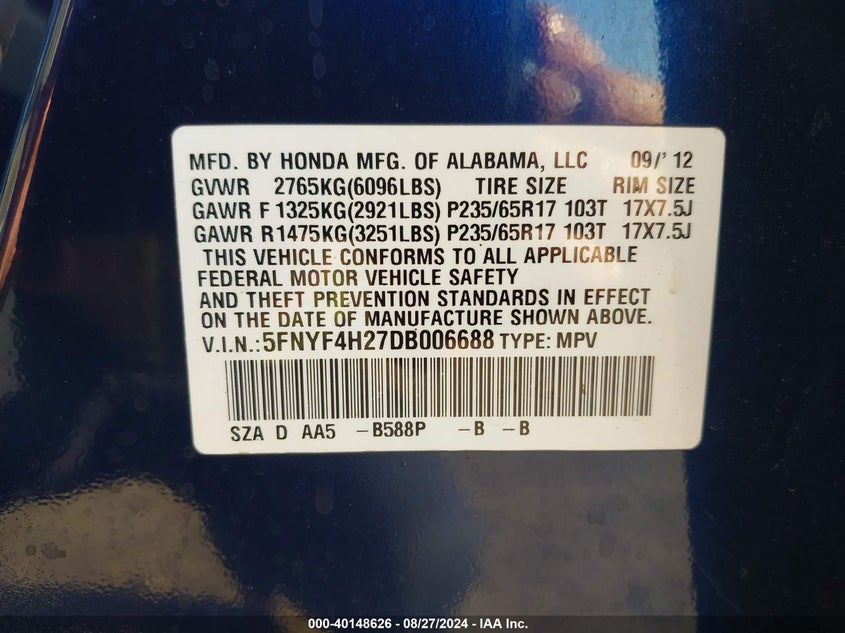 MFD. BY HONDA MFG. OF ALABAMA, LLC 09/' 12
GVWR 2765KG(6096LBS) TIRE SIZE RIM SIZE
GAWR F 1325KG(2921LBS) P235/65R17 103T 17X7.5J
GAWR R1475KG(3251LBS) P235/65R17 103T 17X7.5J
THIS VEHICLE CONFORMS TO ALL APPLICABLE
FEDERAL MOTOR VEHICLE SAFETY
AND THEFT PREVENTION STANDARDS IN EFFECT
ON THE DATE OF MANUFACTURE SHOWN ABOVE.
V.I.N.:5FNYF4H27DB006688 TYPE: MPV
SZA D AA5 -B588P -B -B
000-40148626 - 08/27/2024 - IAA Inc.